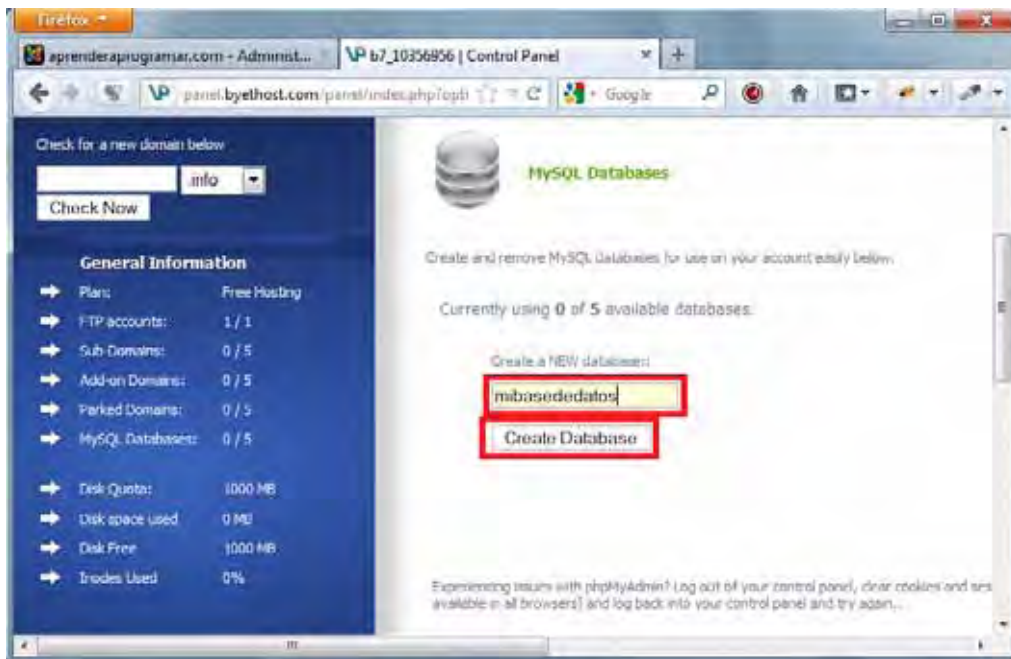 Firefox
aprenderaprogramar.com - Administ...
b7_10356956 | Control Panel
panel.byethost.com/panel/index.php?opti
Google
Check for a new domain below
info
Check Now
General Information
Plan: Free Hosting
FTP accounts: 1 / 1
Sub-Domains: 0 / 5
Add-on Domains: 0 / 5
Parked Domains: 0 / 5
MySQL Databases: 0 / 5
Disk Quota: 1000 MB
Disk space used 0 MB
Disk Free 1000 MB
Inodes Used 0%
MySQL Databases
Create and remove MySQL databases for use on your account easily below.
Currently using 0 of 5 available databases.
Create a NEW database:
mibasededatos
Create Database
Experiencing issues with phpMyAdmin? Log out of your control panel, clear cookies and ses
available in all browsers] and log back into your control panel and try again...